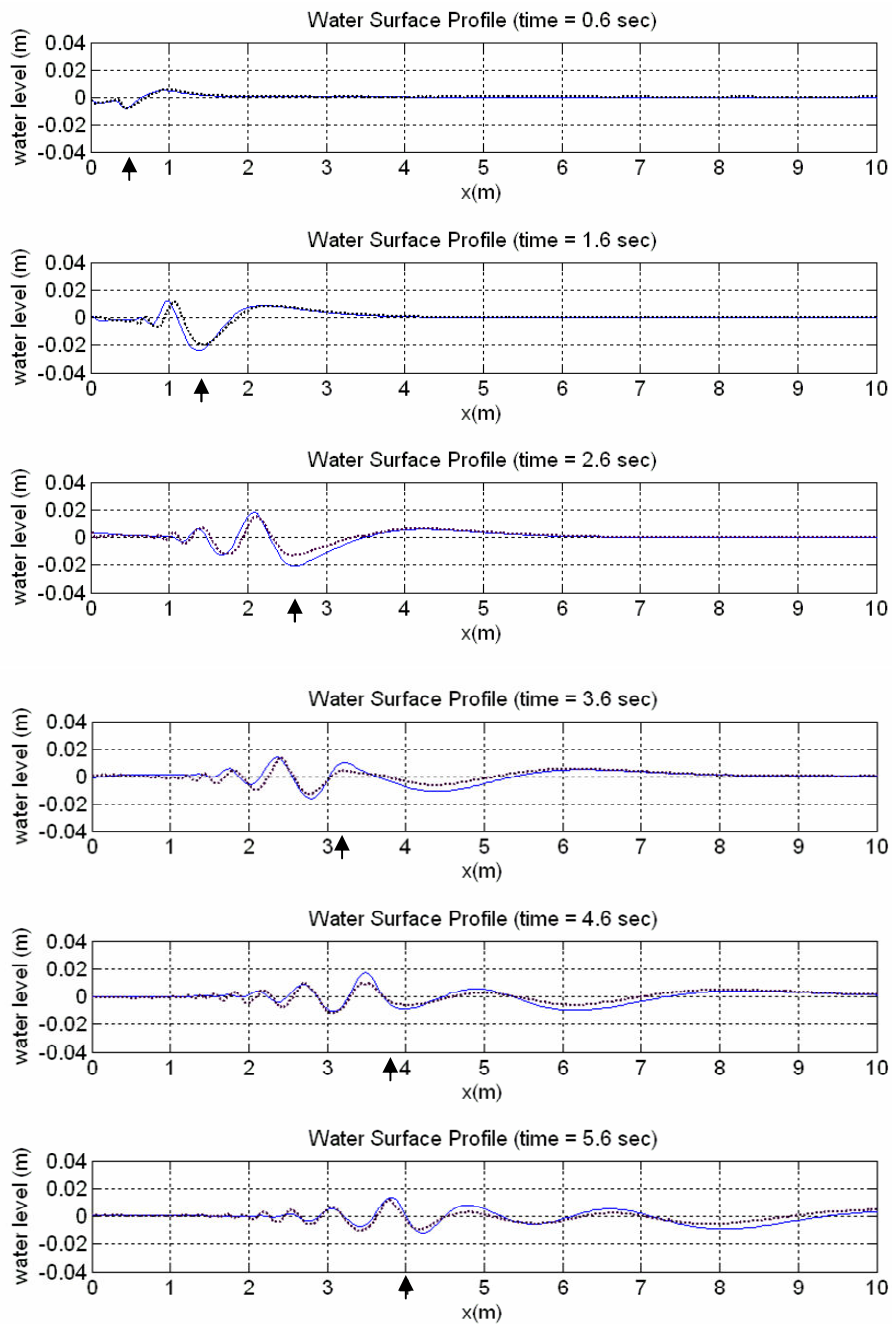 Water Surface Profile (time = 0.6 sec)
water level (m)
0.04
0.02
0
-0.02
-0.04
0 1 2 3 4 5 6 7 8 9 10
x(m)
Water Surface Profile (time = 1.6 sec)
water level (m)
0.04
0.02
0
-0.02
-0.04
0 1 2 3 4 5 6 7 8 9 10
x(m)
Water Surface Profile (time = 2.6 sec)
water level (m)
0.04
0.02
0
-0.02
-0.04
0 1 2 3 4 5 6 7 8 9 10
x(m)
Water Surface Profile (time = 3.6 sec)
water level (m)
0.04
0.02
0
-0.02
-0.04
0 1 2 3 4 5 6 7 8 9 10
x(m)
Water Surface Profile (time = 4.6 sec)
water level (m)
0.04
0.02
0
-0.02
-0.04
0 1 2 3 4 5 6 7 8 9 10
x(m)
Water Surface Profile (time = 5.6 sec)
water level (m)
0.04
0.02
0
-0.02
-0.04
0 1 2 3 4 5 6 7 8 9 10
x(m)